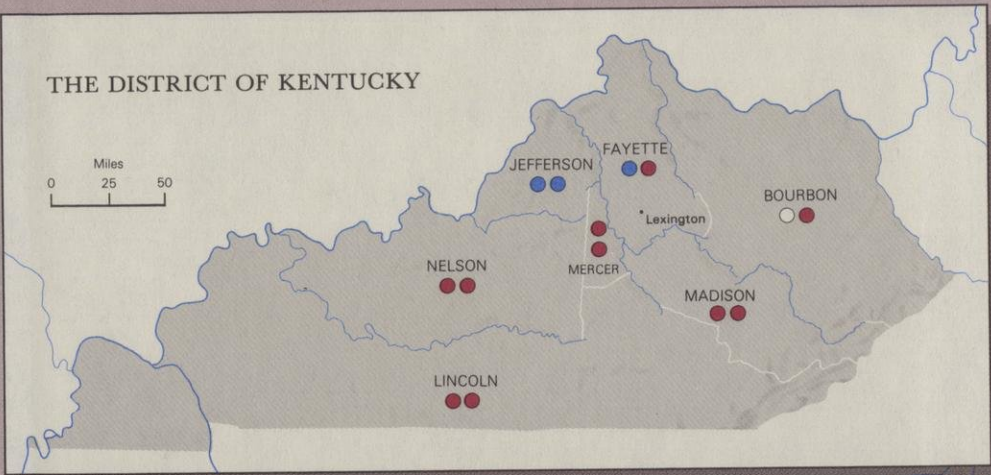 THE DISTRICT OF KENTUCKY
Miles
0 25 50
JEFFERSON
FAYETTE
Lexington
BOURBON
NELSON
MERCER
MADISON
LINCOLN